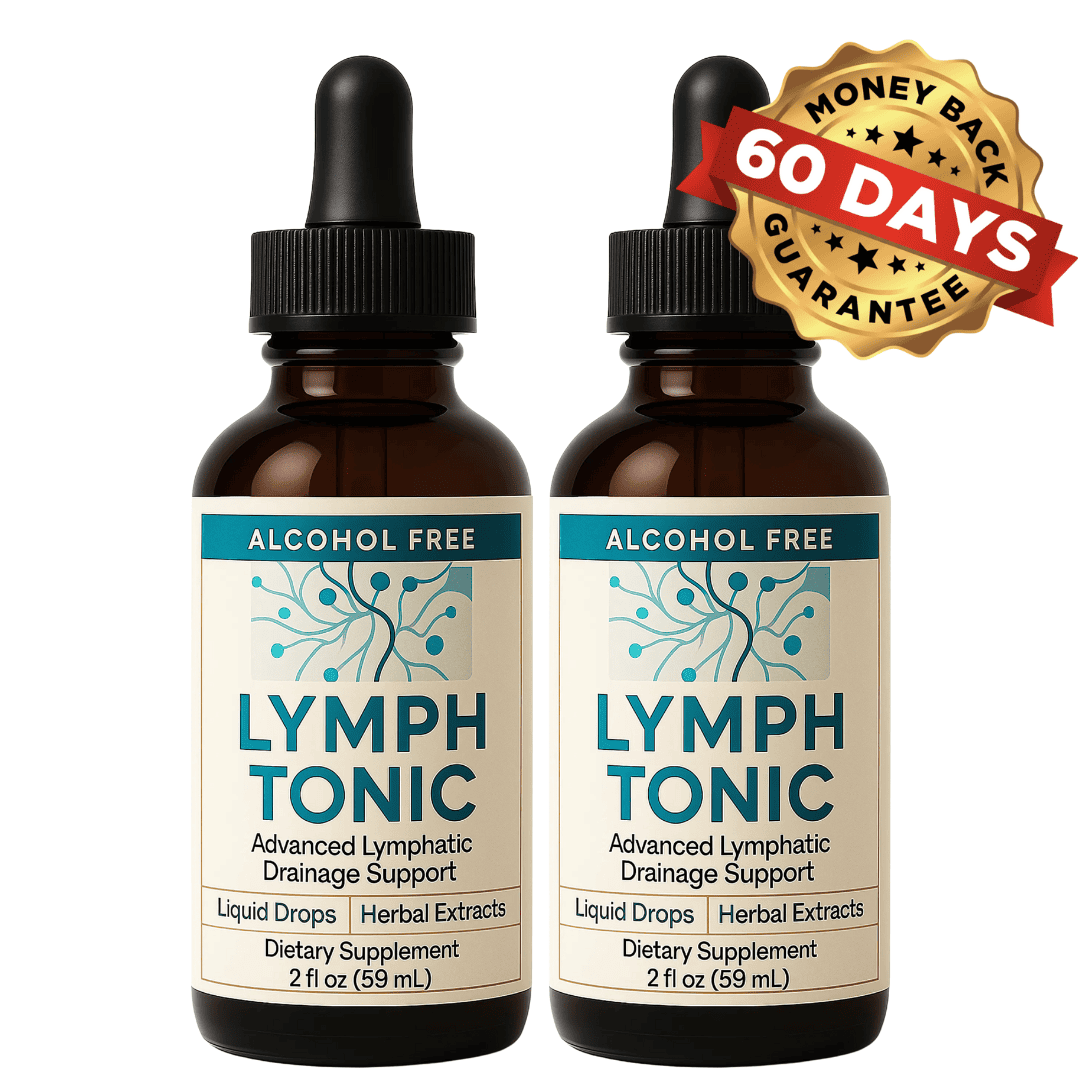 MONEY BACK
60 DAYS
GUARANTEE
ALCOHOL FREE
LYMPH
TONIC
Advanced Lymphatic
Drainage Support
Liquid Drops
Herbal Extracts
Dietary Supplement
2 fl oz (59 mL)
ALCOHOL FREE
LYMPH
TONIC
Advanced Lymphatic
Drainage Support
Liquid Drops
Herbal Extracts
Dietary Supplement
2 fl oz (59 mL)